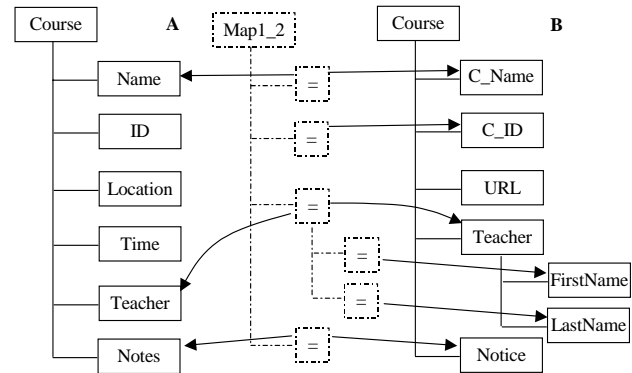 Course A Map1_2 Course B
Name = C_Name
ID = C_ID
Location URL
= Teacher
Time = FirstName
Teacher = LastName
Notes = Notice